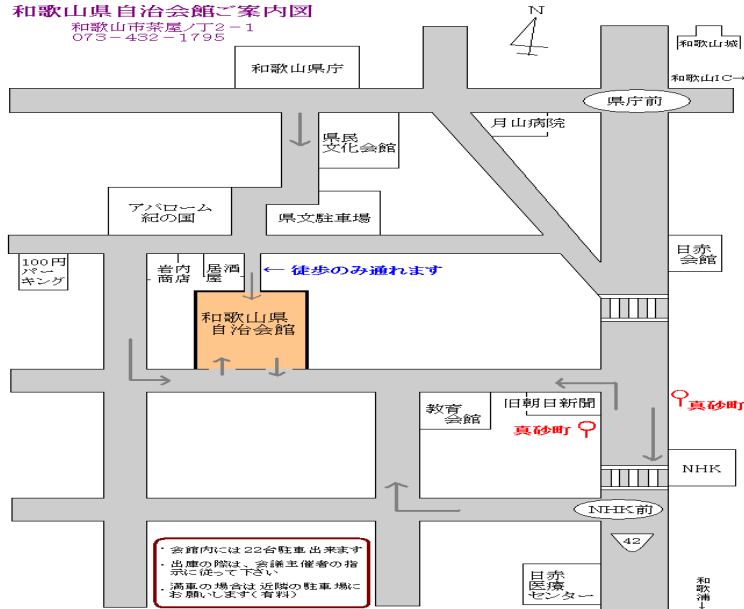 和歌山県自治会館ご案内図
和歌山市茶屋ノ丁2-1
073-432-1795
N
和歌山城
和歌山県庁
和歌山IC→
県庁前
月山病院
県民
文化会館
アバローム
紀の国
県文駐車場
日赤
会館
100円
パー
キング
岩内
商店
居酒
屋
← 徒歩のみ通れます
和歌山県
自治会館
教育
会館
旧朝日新聞
真砂町
真砂町
NHK
NHK前
42
・会館内には22台駐車出来ます
・出庫の際は、会議主催者の指
示に従って下さい
・満車の場合は近隣の駐車場に
お願いします(有料)
日赤
医療
センター
和歌浦↓